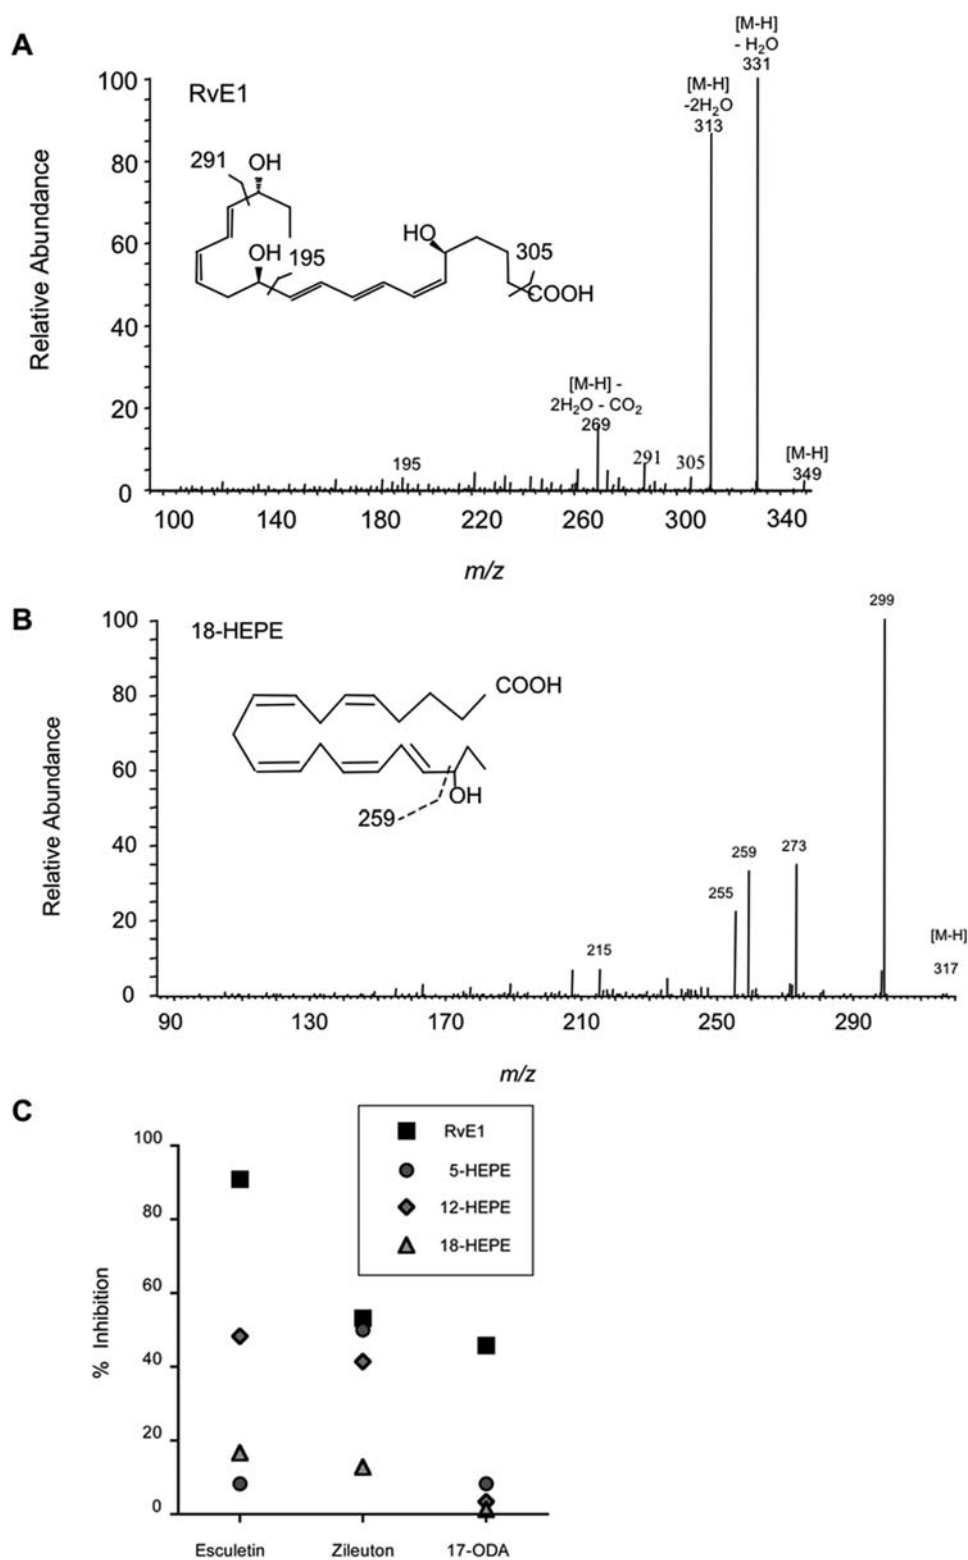 A
[M-H]
- H₂O
331
[M-H]
-2H₂O
313
RvE1
100
80
60
40
20
0
Relative Abundance
291
OH
OH
195
HO
305
COOH
[M-H] -
2H₂O - CO₂
269
195
291
305
[M-H]
349
100 140 180 220 260 300 340
m/z
B
18-HEPE
100
80
60
40
20
0
Relative Abundance
COOH
OH
259
299
273
259
255
215
[M-H]
317
90 130 170 210 250 290
m/z
C
RvE1
5-HEPE
12-HEPE
18-HEPE
100
80
60
40
20
0
% Inhibition
Esculetin Zileuton 17-ODA